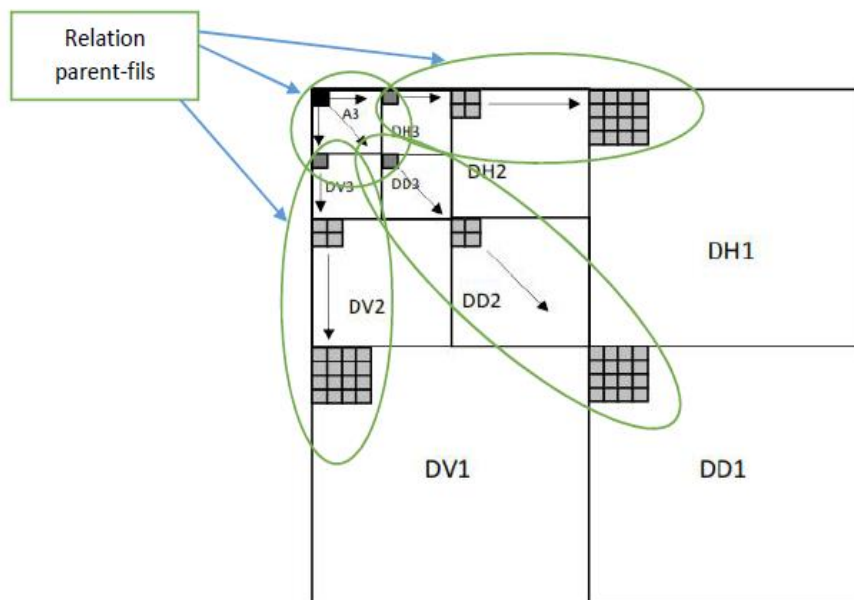 Relation
parent-fils
A3
DH3
DV3
DD3
DH2
DH1
DV2
DD2
DV1
DD1